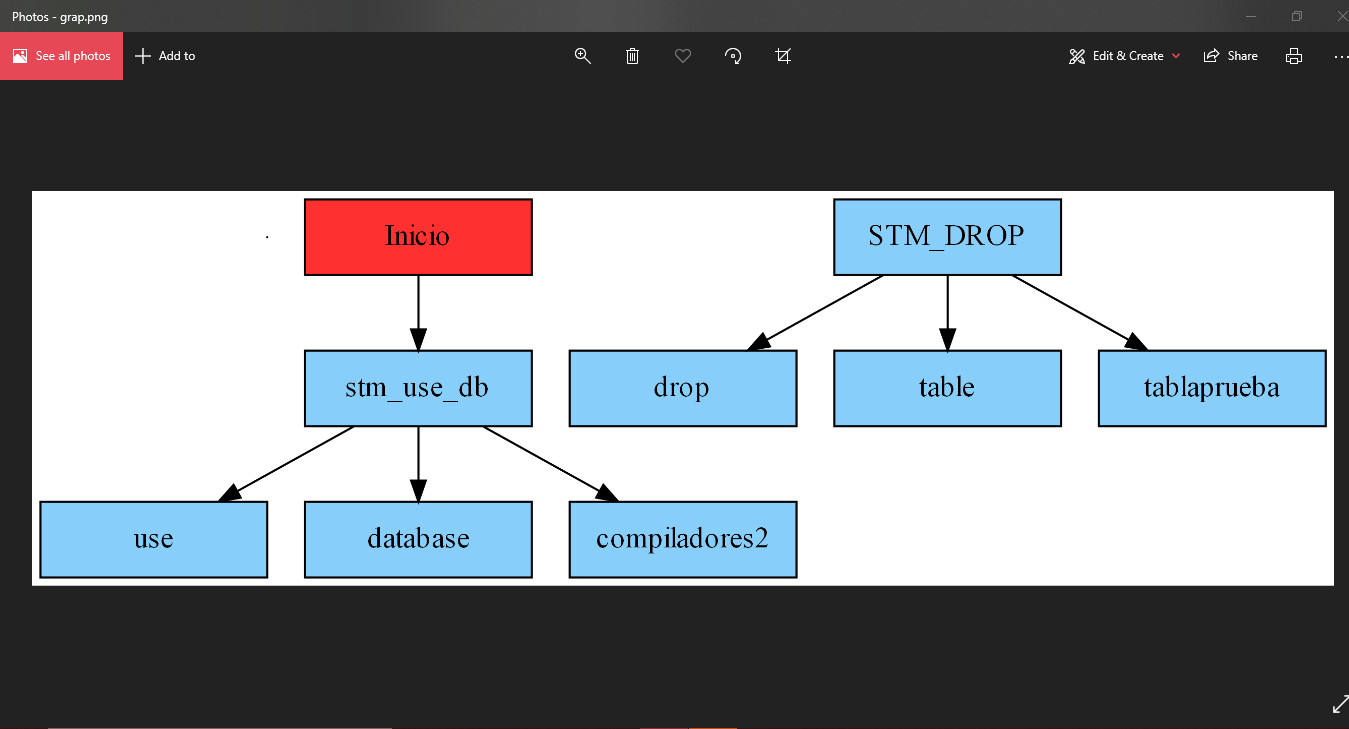 Photos - grap.png
See all photos
Add to
Edit & Create
Share
Inicio
STM_DROP
stm_use_db
drop
table
tablaprueba
use
database
compiladores2